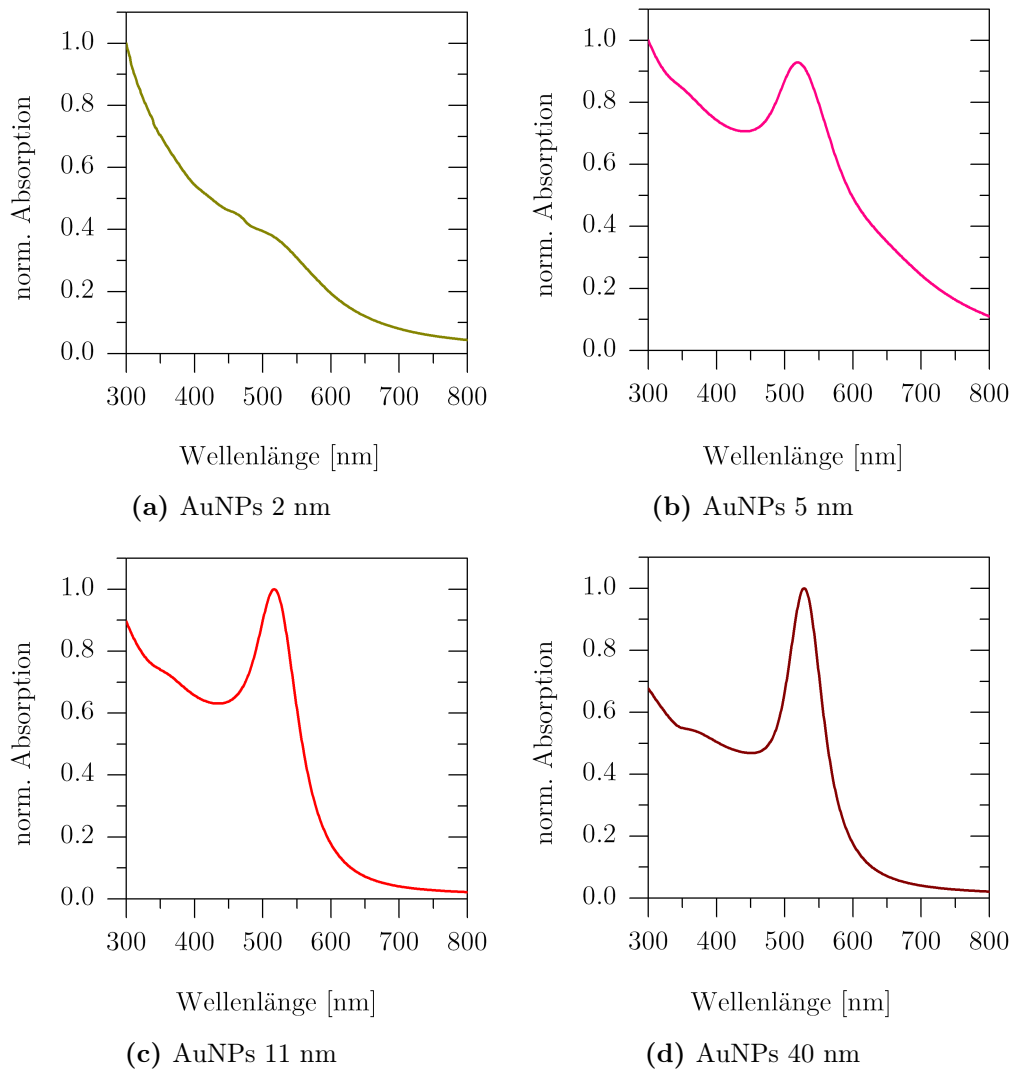 1.0
0.8
0.6
0.4
0.2
0.0
norm. Absorption
300 400 500 600 700 800
Wellenlänge [nm]
(a) AuNPs 2 nm
1.0
0.8
0.6
0.4
0.2
0.0
norm. Absorption
300 400 500 600 700 800
Wellenlänge [nm]
(b) AuNPs 5 nm
1.0
0.8
0.6
0.4
0.2
0.0
norm. Absorption
300 400 500 600 700 800
Wellenlänge [nm]
(c) AuNPs 11 nm
1.0
0.8
0.6
0.4
0.2
0.0
norm. Absorption
300 400 500 600 700 800
Wellenlänge [nm]
(d) AuNPs 40 nm